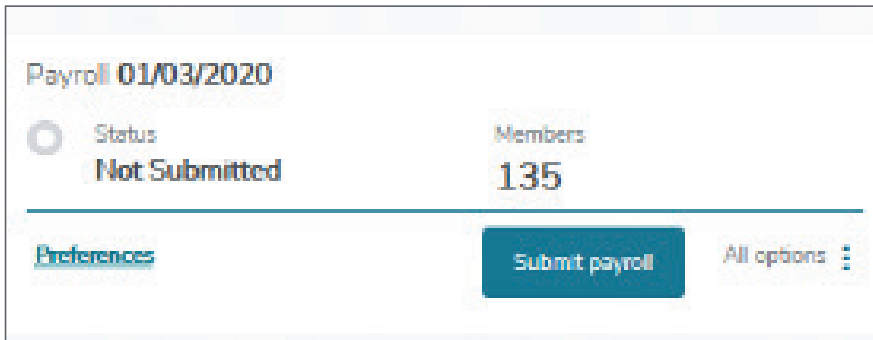 Payroll 01/03/2020
Status
Not Submitted
Members
135
Preferences
Submit payroll
All options